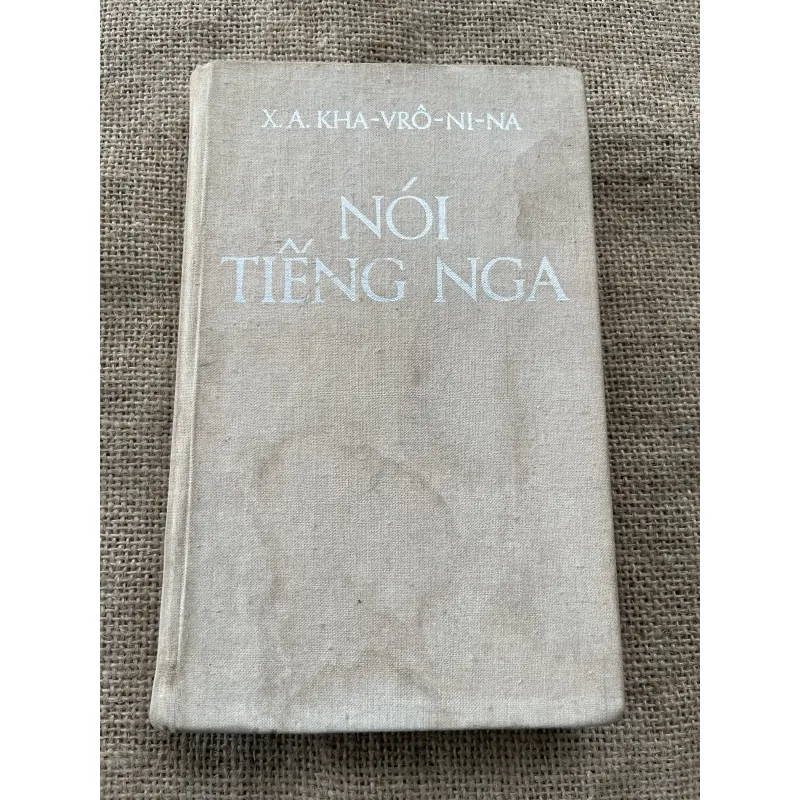 X. A. KHA-VRÔ-NI-NA
NÓI
TIẾNG NGA